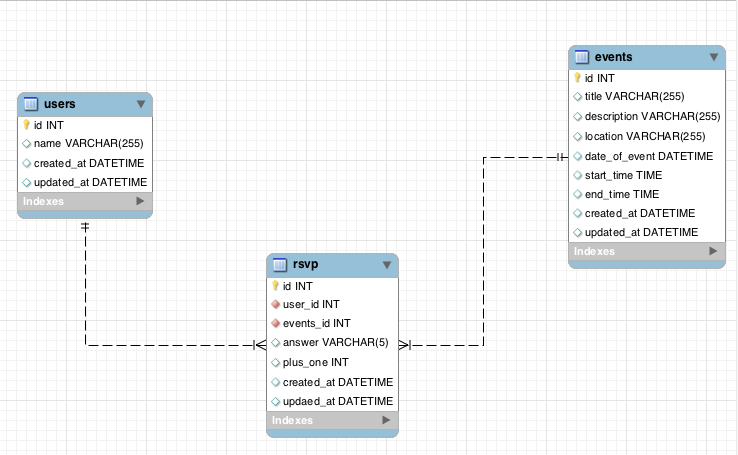 users
id INT
name VARCHAR(255)
created_at DATETIME
updated_at DATETIME
Indexes
events
id INT
title VARCHAR(255)
description VARCHAR(255)
location VARCHAR(255)
date_of_event DATETIME
start_time TIME
end_time TIME
created_at DATETIME
updated_at DATETIME
Indexes
rsvp
id INT
user_id INT
events_id INT
answer VARCHAR(5)
plus_one INT
created_at DATETIME
updaed_at DATETIME
Indexes